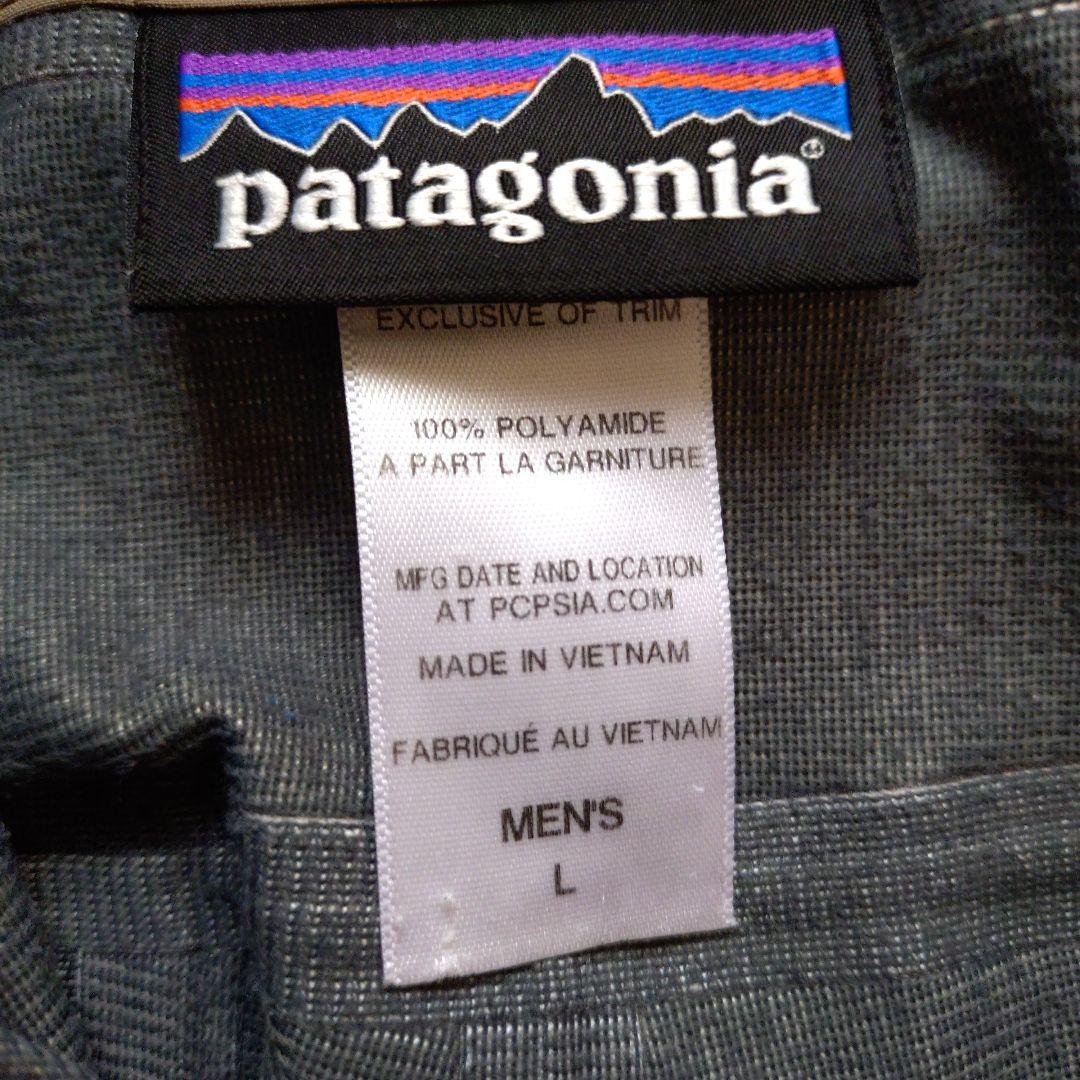 patagonia®
EXCLUSIVE OF TRIM
100% POLYAMIDE
A PART LA GARNITURE
MFG DATE AND LOCATION
AT PCPSIA.COM
MADE IN VIETNAM
FABRIQUÉ AU VIETNAM
MEN'S
L